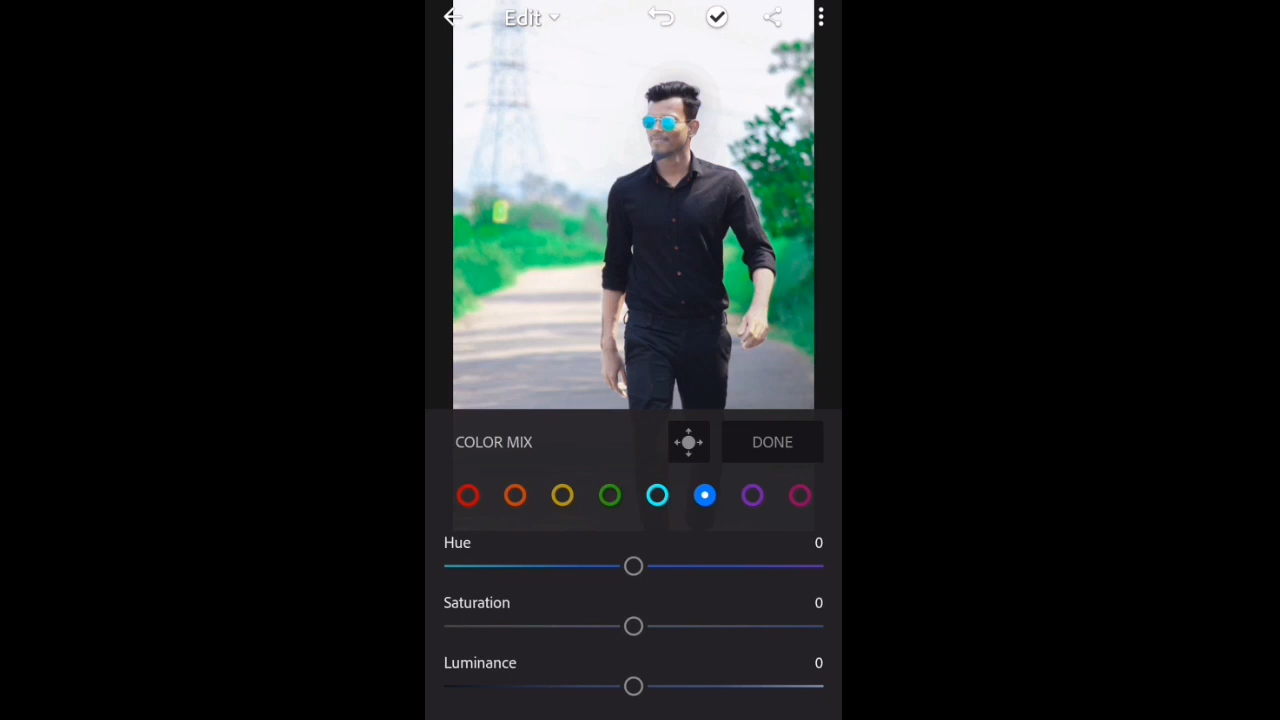 Edit
COLOR MIX
DONE
Hue 0
Saturation 0
Luminance 0